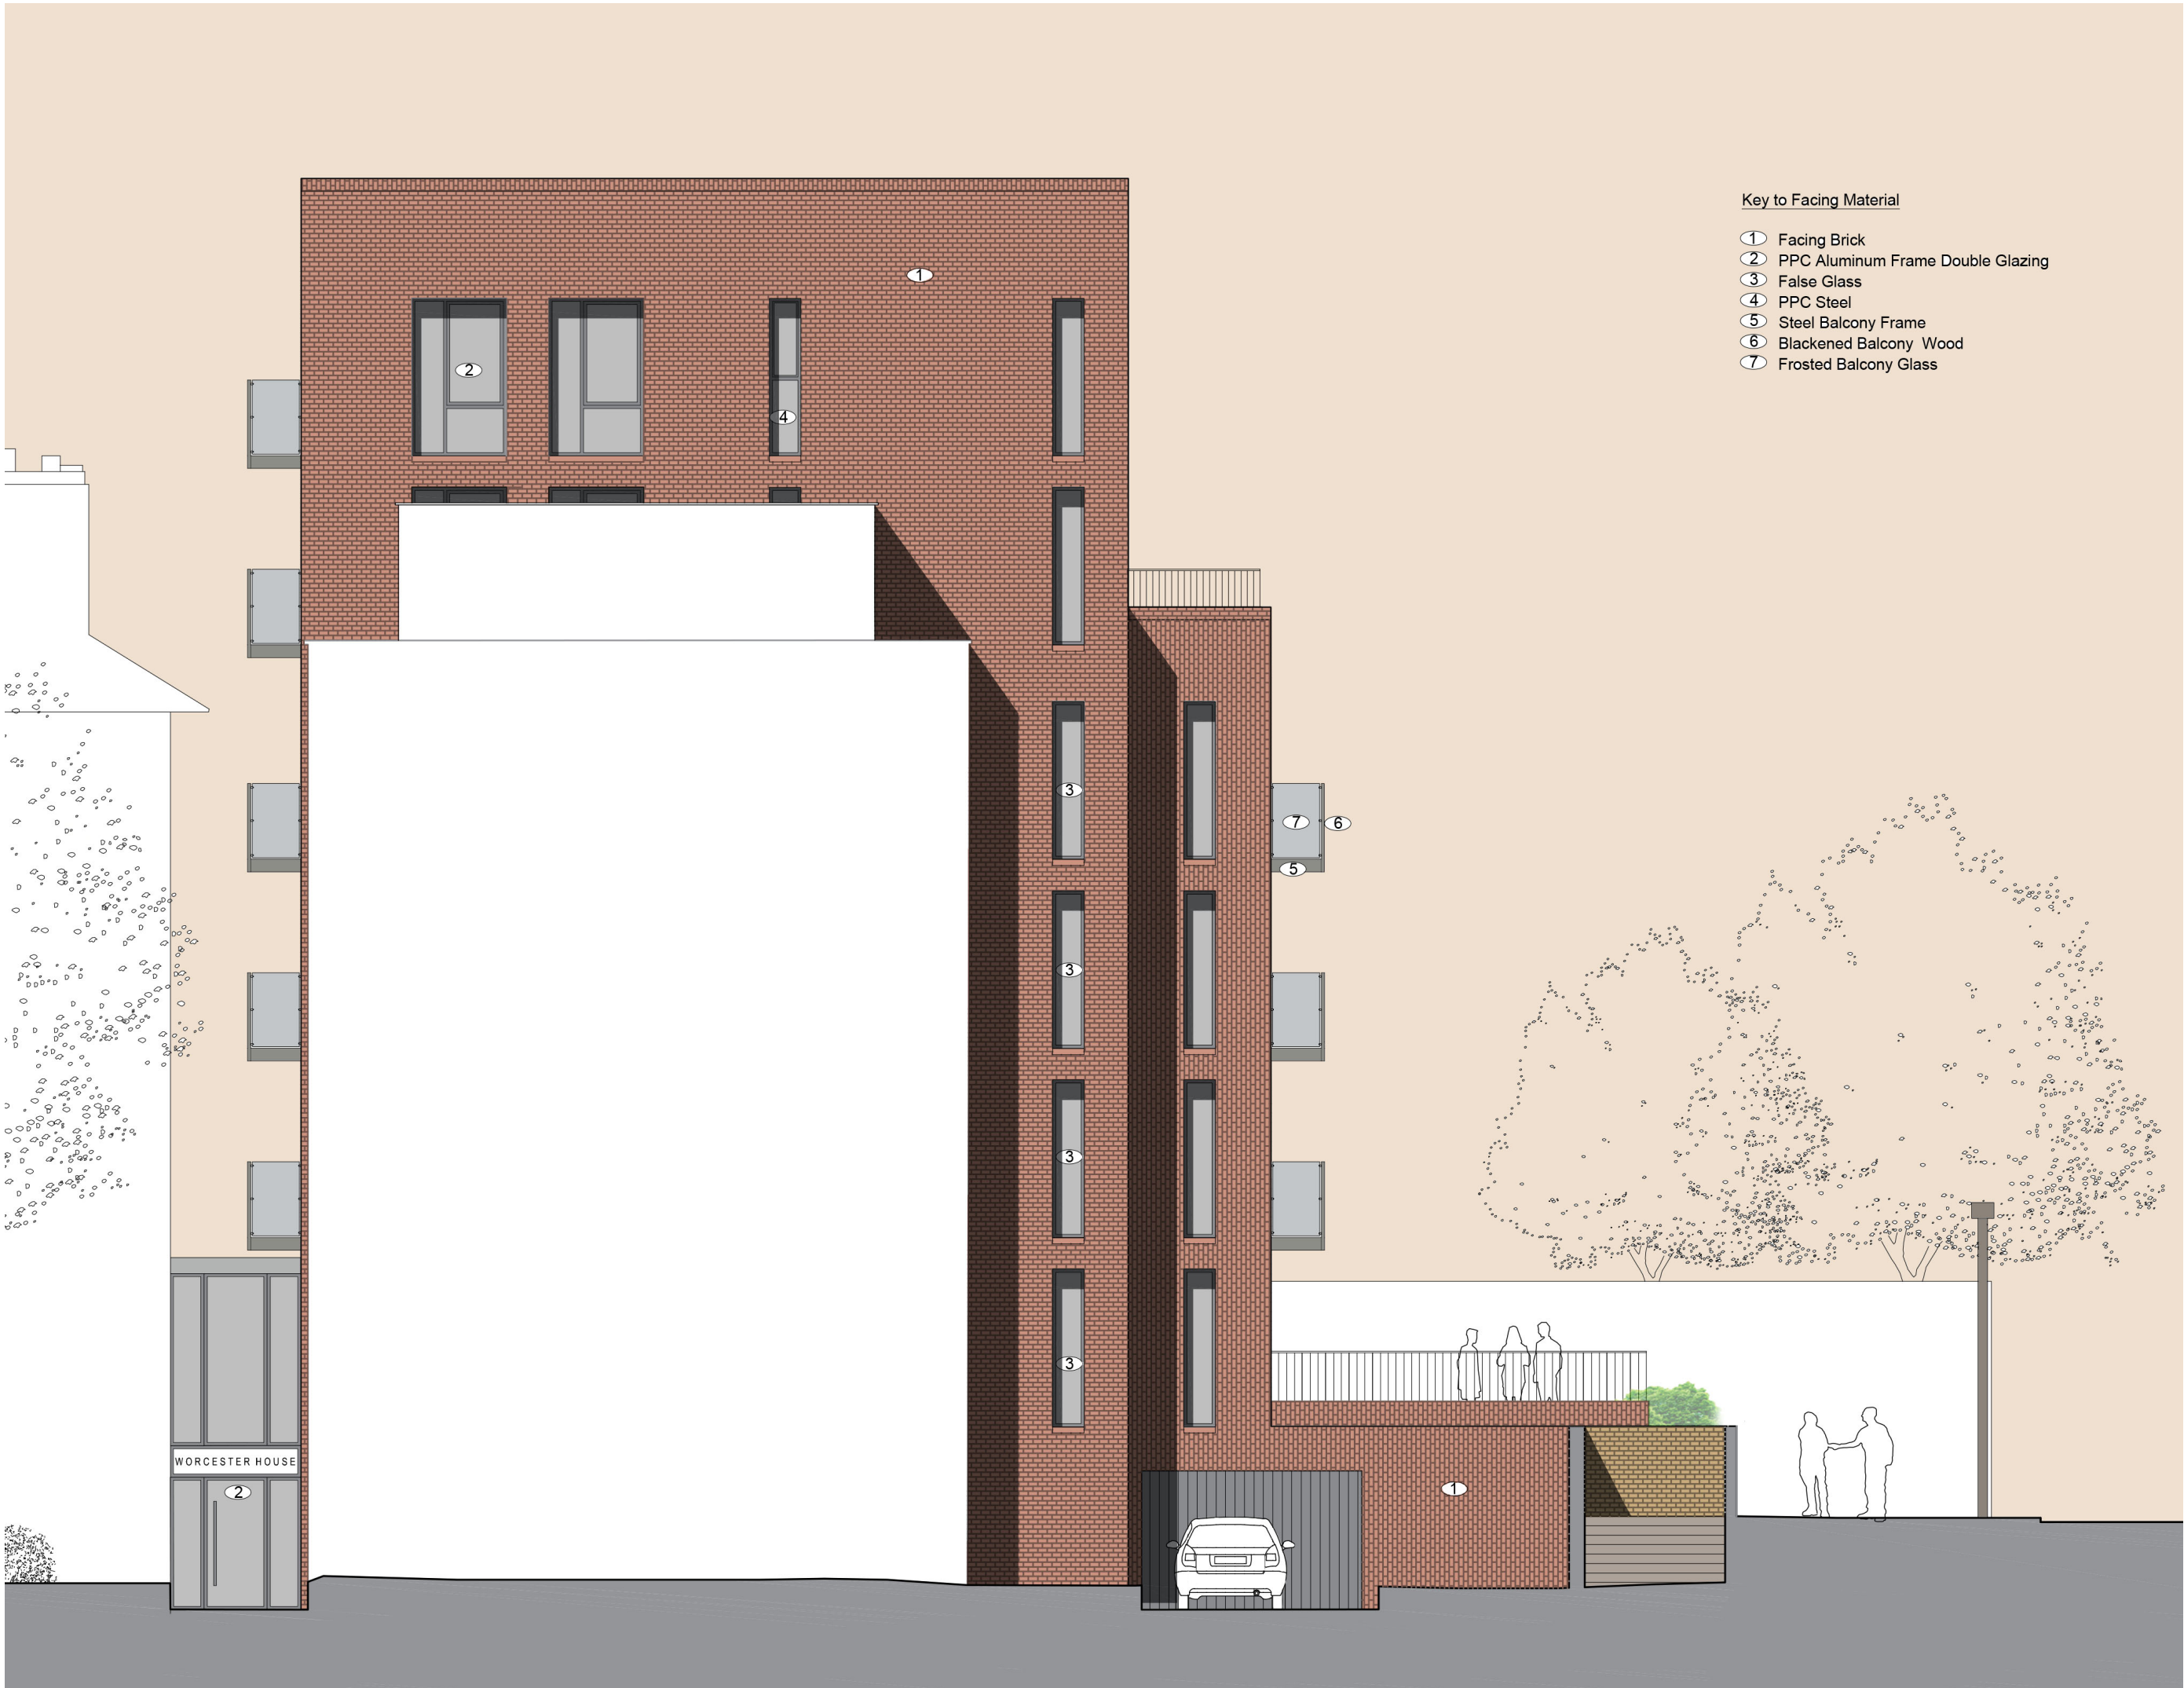 Key to Facing Material
1 Facing Brick
2 PPC Aluminum Frame Double Glazing
3 False Glass
4 PPC Steel
5 Steel Balcony Frame
6 Blackened Balcony Wood
7 Frosted Balcony Glass
1
2
4
3
7
6
5
3
3
3
WORCESTER HOUSE
2
1